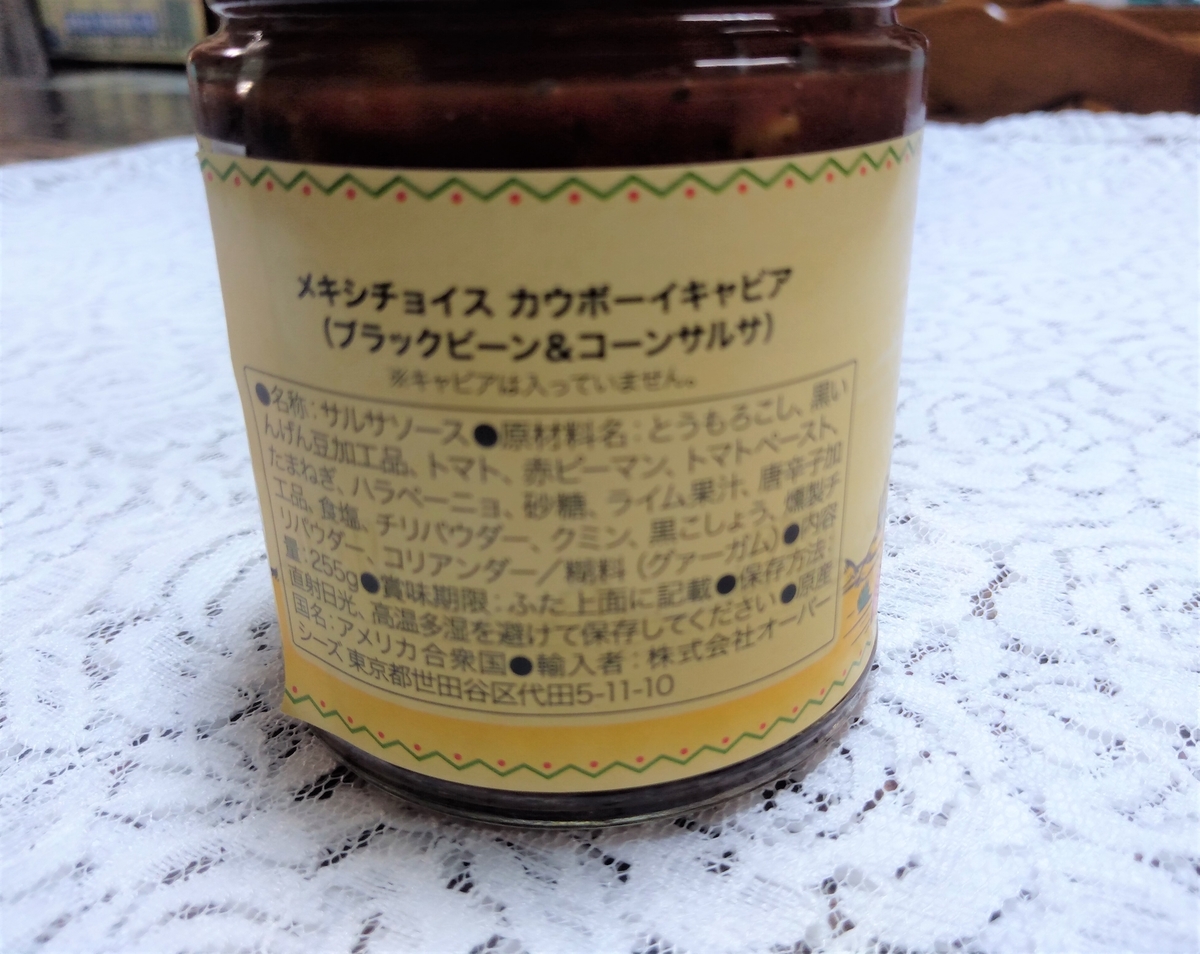 メキシチョイス カウボーイキャビア
(ブラックビーン&コーンサルサ)
※キャビアは入っていません。
●名称:サルサソース●原材料名:とうもろこし、黒い
んげん豆加工品、トマト、赤ピーマン、トマトペースト、
たまねぎ、ハラペーニョ、砂糖、ライム果汁、唐辛子加
工品、食塩、チリパウダー、クミン、黒こしょう、燻製チ
リパウダー、コリアンダー/糊料(グァーガム)●内容
量:255g●賞味期限:ふた上面に記載●保存方法:
直射日光、高温多湿を避けて保存してください●原産
国名:アメリカ合衆国●輸入者:株式会社オーバー
シーズ 東京都世田谷区代田5-11-10